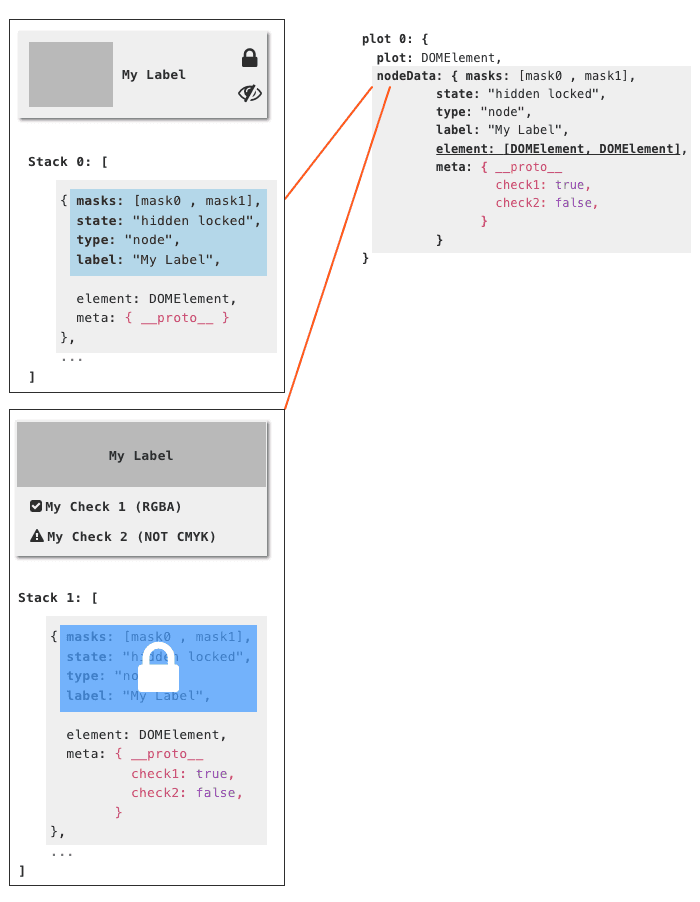 My Label
Stack 0: [
{ masks: [mask0 , mask1],
state: "hidden locked",
type: "node",
label: "My Label",
element: DOMElement,
meta: { __proto__ }
},
...
]
My Label
My Check 1 (RGBA)
My Check 2 (NOT CMYK)
Stack 1: [
{ masks: [mask0 , mask1],
state: "hidden locked",
type: "no
label: "My Label",
element: DOMElement,
meta: { __proto__
check1: true,
check2: false,
}
},
...
]
plot 0: {
plot: DOMElement,
nodeData: { masks: [mask0 , mask1],
state: "hidden locked",
type: "node",
label: "My Label",
element: [DOMElement, DOMElement],
meta: { __proto__
check1: true,
check2: false,
}
}
}